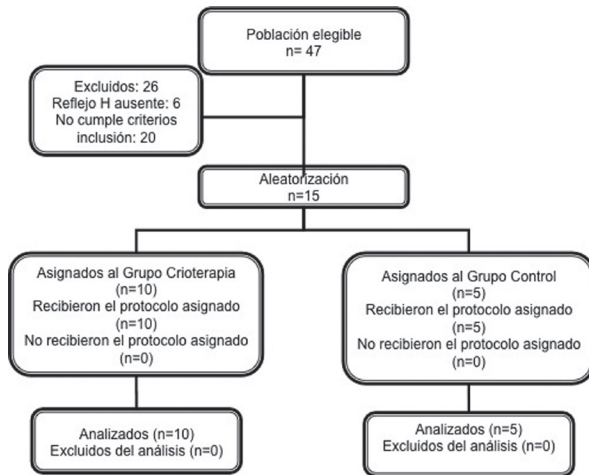 Población elegible
n= 47
Excluidos: 26
Reflejo H ausente: 6
No cumple criterios
inclusión: 20
Aleatorización
n=15
Asignados al Grupo Crioterapia
(n=10)
Recibieron el protocolo asignado
(n=10)
No recibieron el protocolo asignado
(n=0)
Asignados al Grupo Control
(n=5)
Recibieron el protocolo asignado
(n=5)
No recibieron el protocolo asignado
(n=0)
Analizados (n=10)
Excluidos del análisis (n=0)
Analizados (n=5)
Excluidos del análisis (n=0)